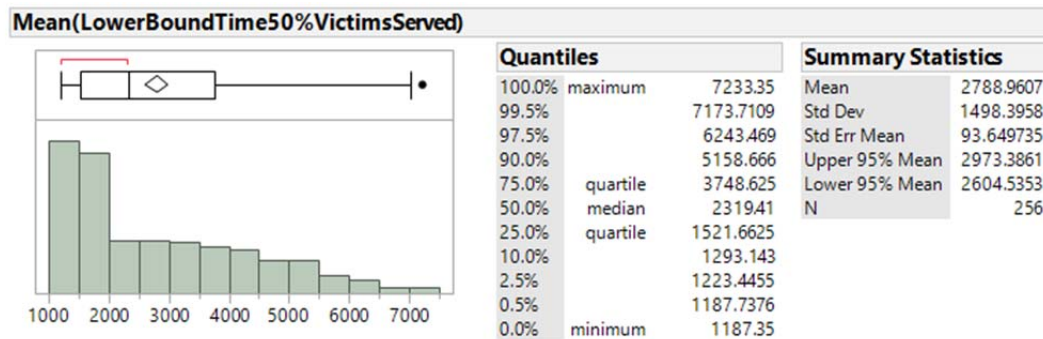 Mean(LowerBoundTime50%VictimsServed)
1000 2000 3000 4000 5000 6000 7000
Quantiles
100.0% maximum 7233.35
99.5% 7173.7109
97.5% 6243.469
90.0% 5158.666
75.0% quartile 3748.625
50.0% median 2319.41
25.0% quartile 1521.6625
10.0% 1293.143
2.5% 1223.4455
0.5% 1187.7376
0.0% minimum 1187.35
Summary Statistics
Mean 2788.9607
Std Dev 1498.3958
Std Err Mean 93.649735
Upper 95% Mean 2973.3861
Lower 95% Mean 2604.5353
N 256